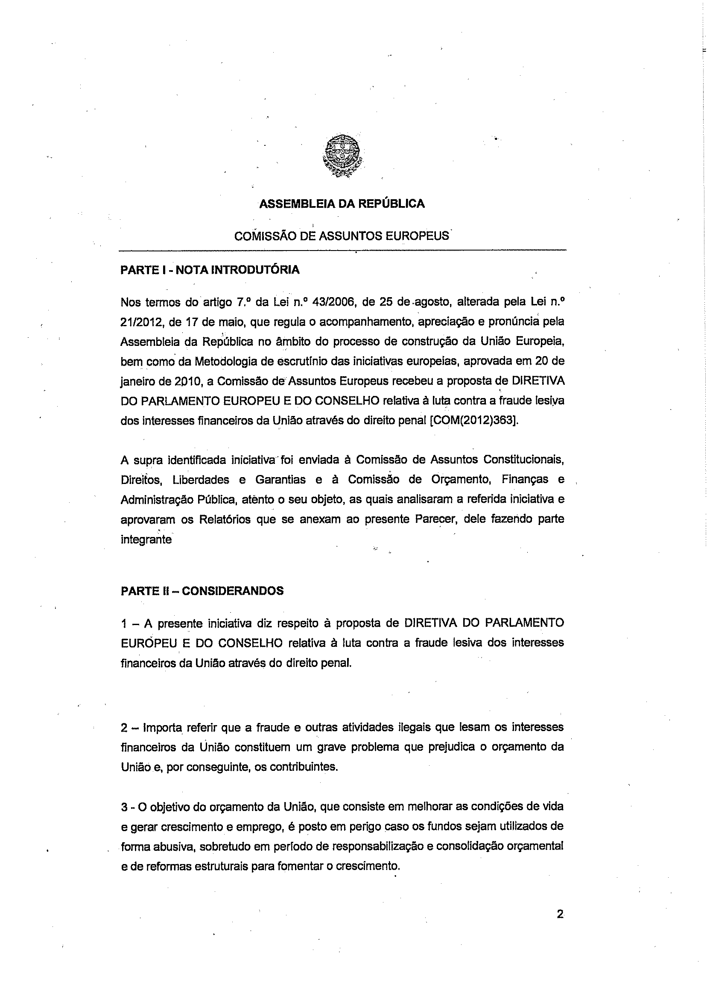 ASSEMBLEIA DA REPÚBLICA
COMISSÃO DE ASSUNTOS EUROPEUS
PARTE I - NOTA INTRODUTÓRIA
Nos termos do artigo 7.º da Lei n.º 43/2006, de 25 de agosto, alterada pela Lei n.º
21/2012, de 17 de maio, que regula o acompanhamento, apreciação e pronúncia pela
Assembleia da República no âmbito do processo de construção da União Europeia,
bem como da Metodologia de escrutínio das iniciativas europeias, aprovada em 20 de
janeiro de 2010, a Comissão de Assuntos Europeus recebeu a proposta de DIRETIVA
DO PARLAMENTO EUROPEU E DO CONSELHO relativa à luta contra a fraude lesiva
dos interesses financeiros da União através do direito penal [COM(2012)363].
A supra identificada iniciativa foi enviada à Comissão de Assuntos Constitucionais,
Direitos, Liberdades e Garantias e à Comissão de Orçamento, Finanças e
Administração Pública, atento o seu objeto, as quais analisaram a referida iniciativa e
aprovaram os Relatórios que se anexam ao presente Parecer, dele fazendo parte
integrante
PARTE II – CONSIDERANDOS
1 – A presente iniciativa diz respeito à proposta de DIRETIVA DO PARLAMENTO
EUROPEU E DO CONSELHO relativa à luta contra a fraude lesiva dos interesses
financeiros da União através do direito penal.
2 – Importa referir que a fraude e outras atividades ilegais que lesam os interesses
financeiros da União constituem um grave problema que prejudica o orçamento da
União e, por conseguinte, os contribuintes.
3 - O objetivo do orçamento da União, que consiste em melhorar as condições de vida
e gerar crescimento e emprego, é posto em perigo caso os fundos sejam utilizados de
forma abusiva, sobretudo em período de responsabilização e consolidação orçamental
e de reformas estruturais para fomentar o crescimento.
2